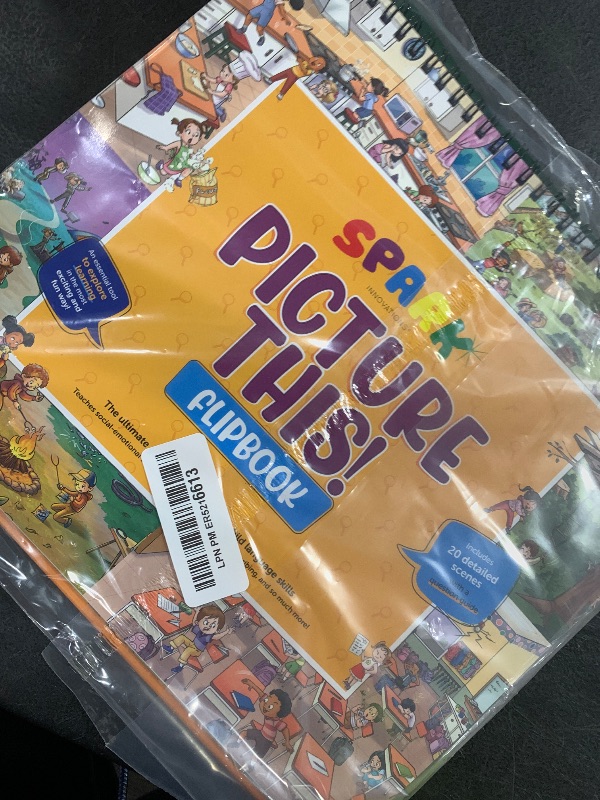 SPARK
INNOVATIONS
PICTURE
THIS!
FLIPBOOK
An essential tool
to explore
learning
in the most
exciting and
fun way!
The ultimate
Teaches social-emotional
language skills
and so much more!
LPN PM ER5216613
Includes
20 detailed
scenes